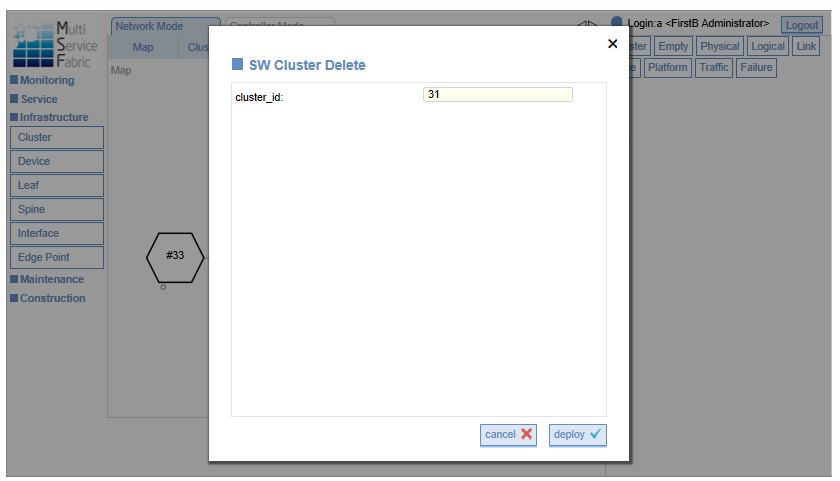 Multi
Service
Fabric
Network Mode
Controller Mode
Login:a <FirstB Administrator>
Logout
Map
Clus
ster
Empty
Physical
Logical
Link
e
Platform
Traffic
Failure
Map
Monitoring
Service
Infrastructure
Cluster
Device
Leaf
Spine
Interface
Edge Point
Maintenance
Construction
#33
×
SW Cluster Delete
cluster_id:
31
cancel
deploy